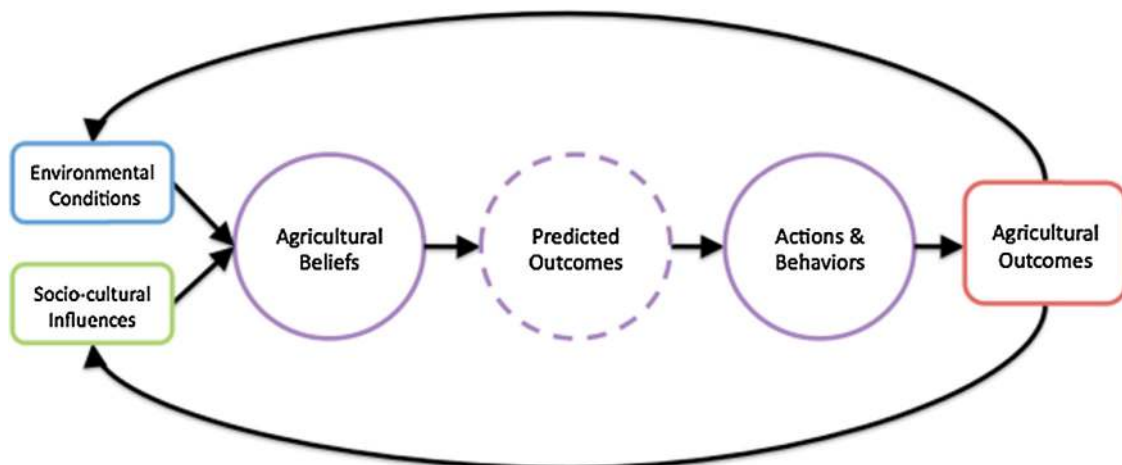 Environmental
Conditions
Socio-cultural
Influences
Agricultural
Beliefs
Predicted
Outcomes
Actions &
Behaviors
Agricultural
Outcomes